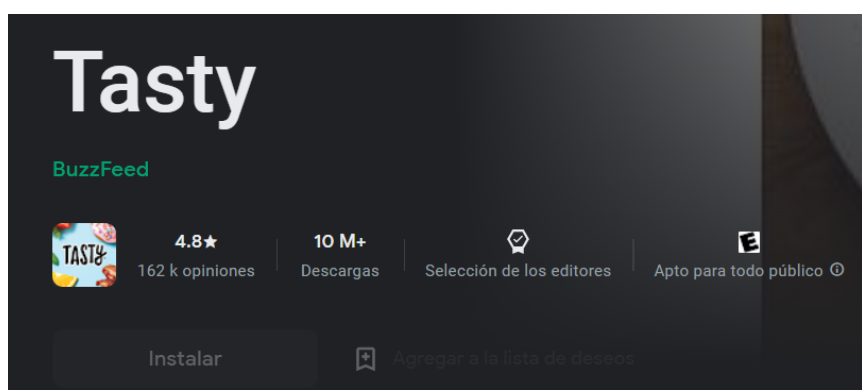 Tasty
BuzzFeed
TASTY
4.8★
10 M+
E
162 k opiniones
Descargas
Selección de los editores
Apto para todo público
Instalar
Agregar a la lista de deseos